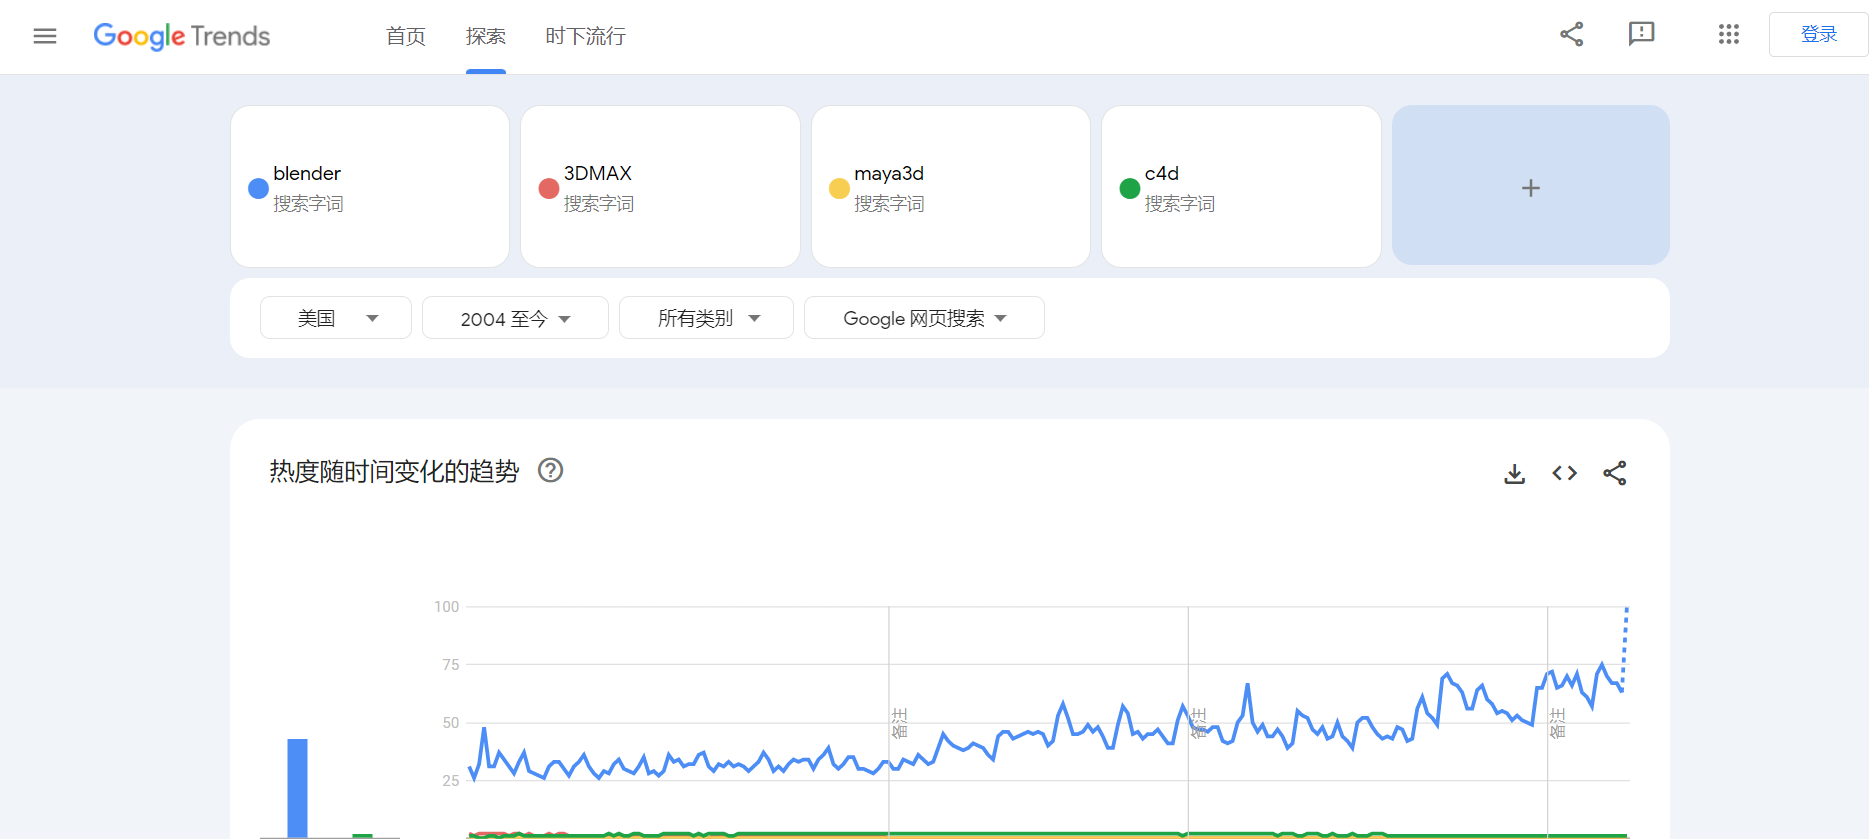 Google Trends
首页 探索 时下流行
登录
blender
搜索字词
3DMAX
搜索字词
maya3d
搜索字词
c4d
搜索字词
+
美国
2004 至今
所有类别
Google 网页搜索
热度随时间变化的趋势
100
75
50
25
备注
备注
备注